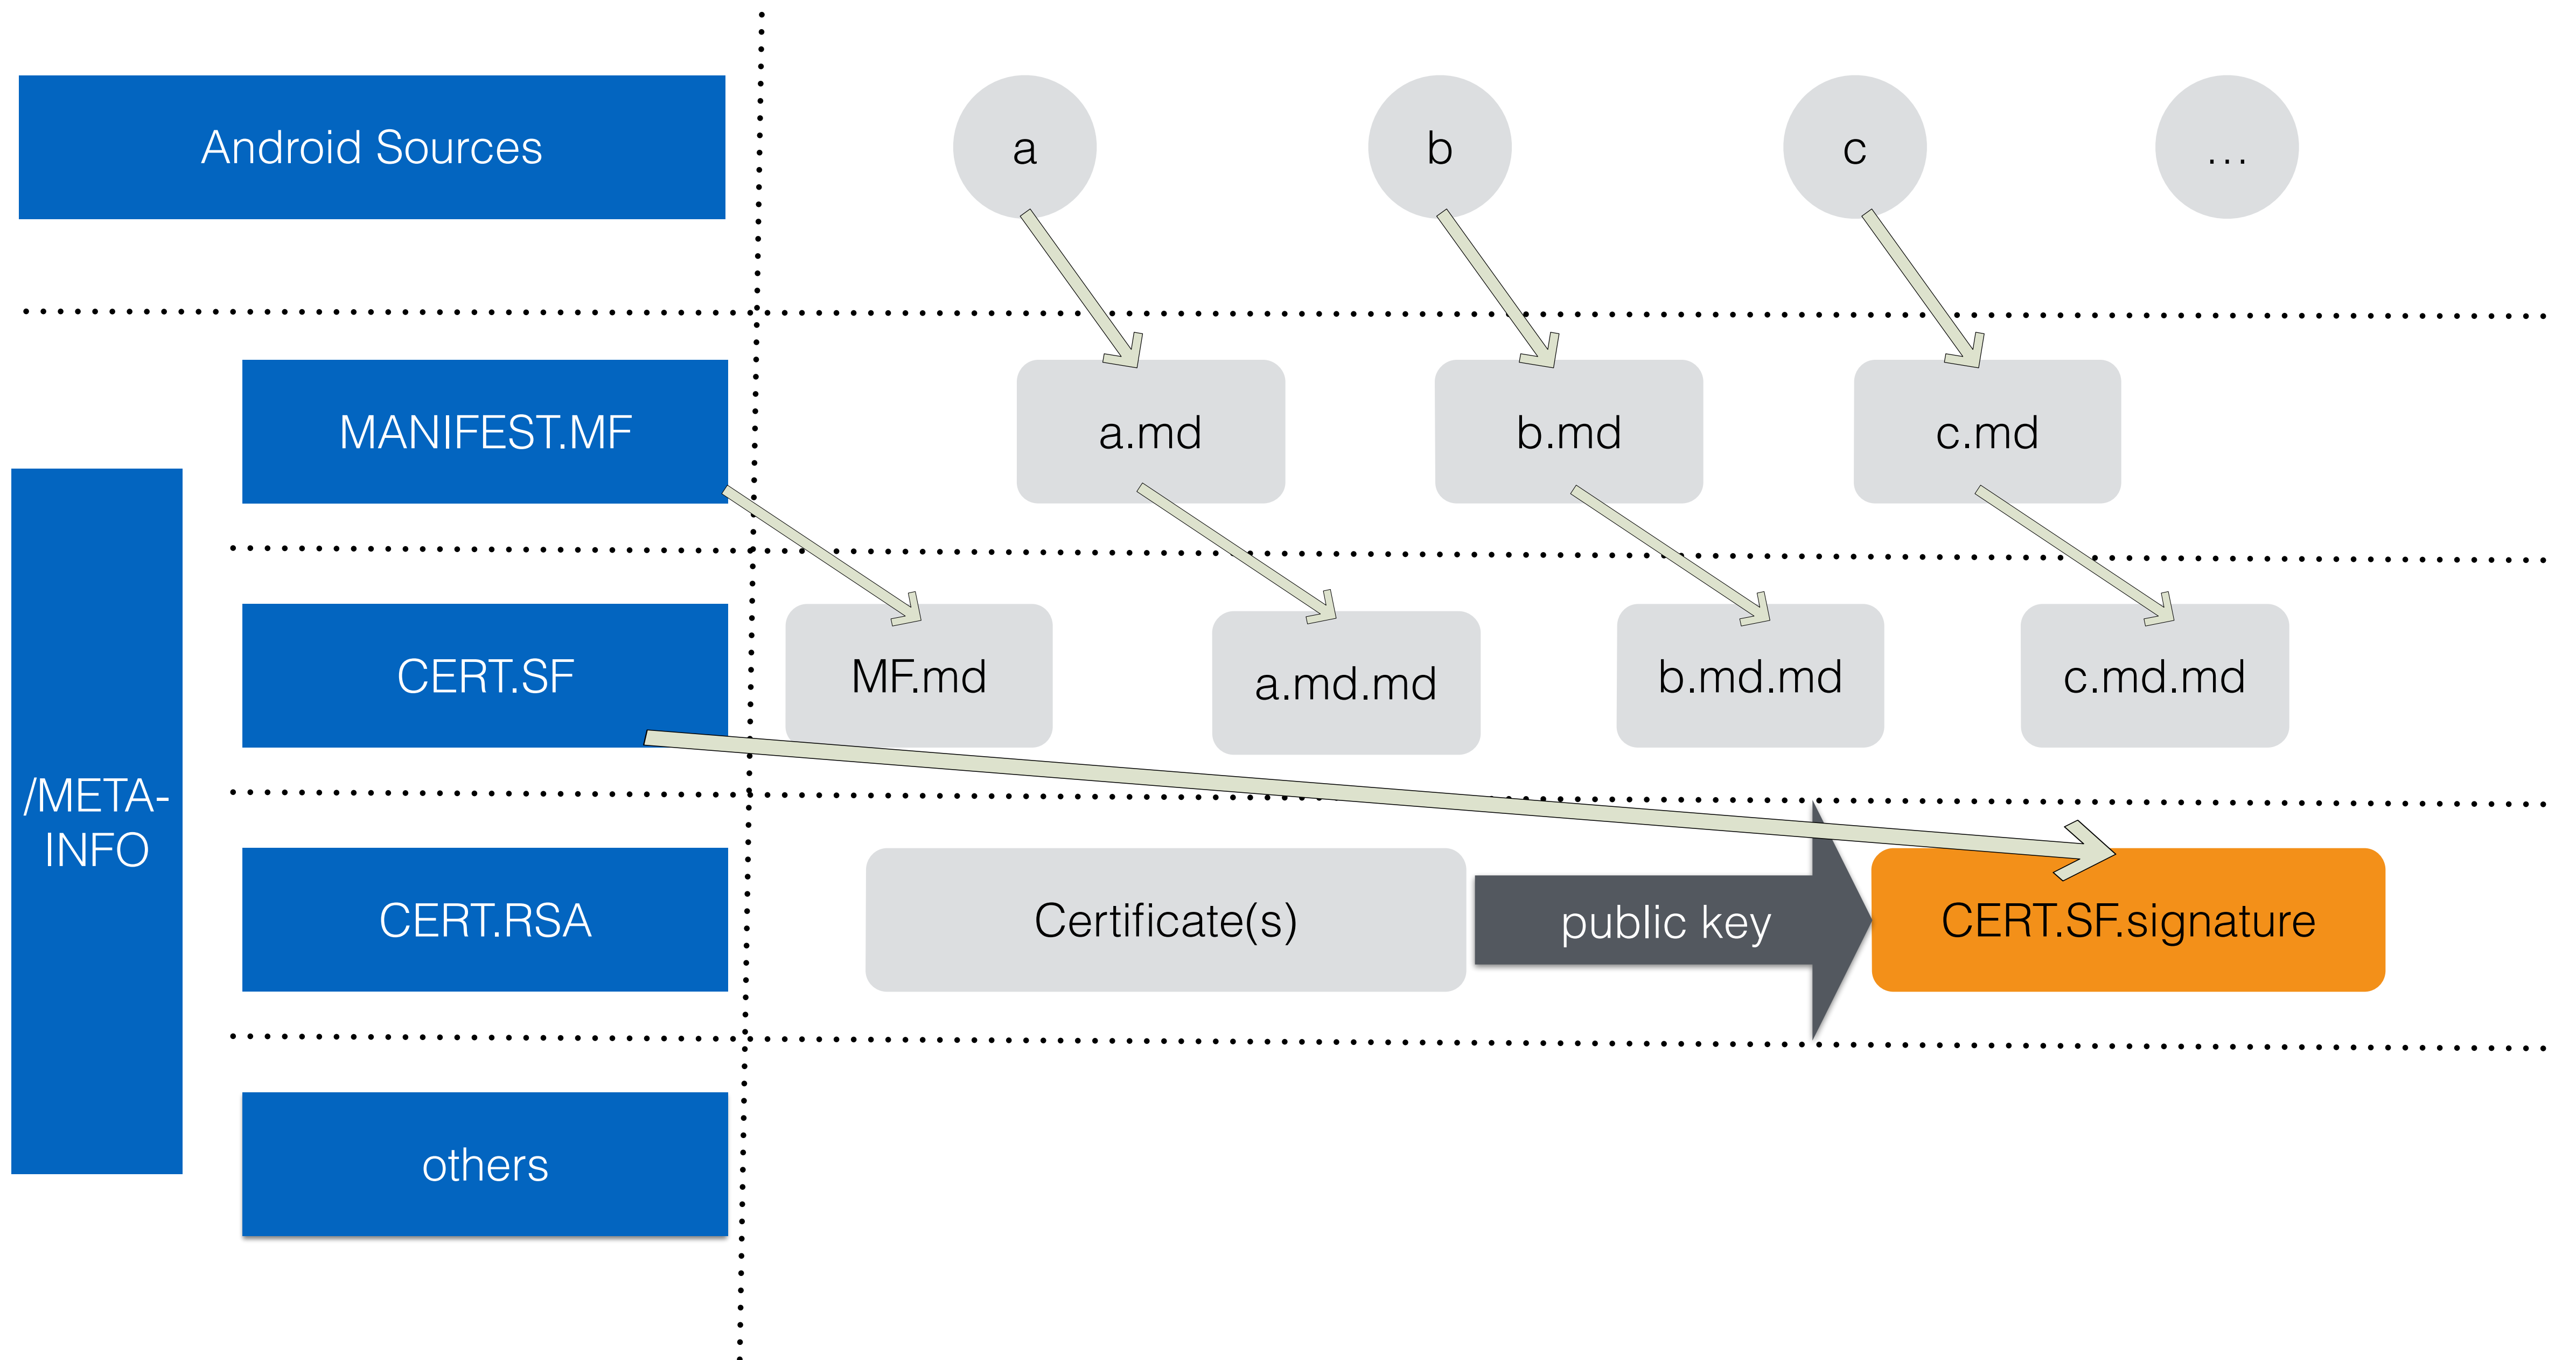 Android Sources
a
b
c
...
MANIFEST.MF
a.md
b.md
c.md
/META-
INFO
CERT.SF
MF.md
a.md.md
b.md.md
c.md.md
CERT.RSA
Certificate(s)
public key
CERT.SF.signature
others